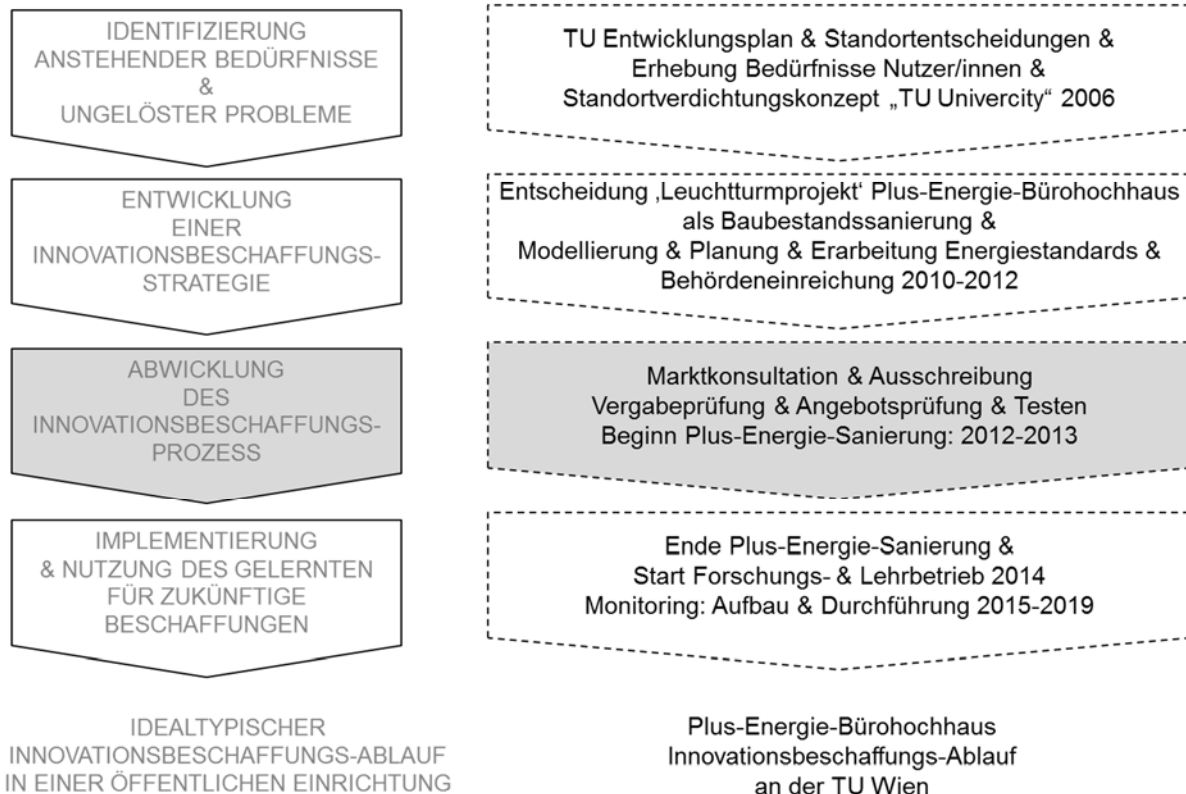 IDENTIFIZIERUNG
ANSTEHENDER BEDÜRFNISSE
&
UNGELÖSTER PROBLEME
TU Entwicklungsplan & Standortentscheidungen &
Erhebung Bedürfnisse Nutzer/innen &
Standortverdichtungskonzept „TU Univercity“ 2006
ENTWICKLUNG
EINER
INNOVATIONSBESCHAFFUNGS-
STRATEGIE
Entscheidung ‚Leuchtturmprojekt‘ Plus-Energie-Bürohochhaus
als Baubestandssanierung &
Modellierung & Planung & Erarbeitung Energiestandards &
Behördeneinreichung 2010-2012
ABWICKLUNG
DES
INNOVATIONSBESCHAFFUNGS-
PROZESS
Marktkonsultation & Ausschreibung
Vergabeprüfung & Angebotsprüfung & Testen
Beginn Plus-Energie-Sanierung: 2012-2013
IMPLEMENTIERUNG
& NUTZUNG DES GELERNTEN
FÜR ZUKÜNFTIGE
BESCHAFFUNGEN
Ende Plus-Energie-Sanierung &
Start Forschungs- & Lehrbetrieb 2014
Monitoring: Aufbau & Durchführung 2015-2019
IDEALTYPISCHER
INNOVATIONSBESCHAFFUNGS-ABLAUF
IN EINER ÖFFENTLICHEN EINRICHTUNG
Plus-Energie-Bürohochhaus
Innovationsbeschaffungs-Ablauf
an der TU Wien